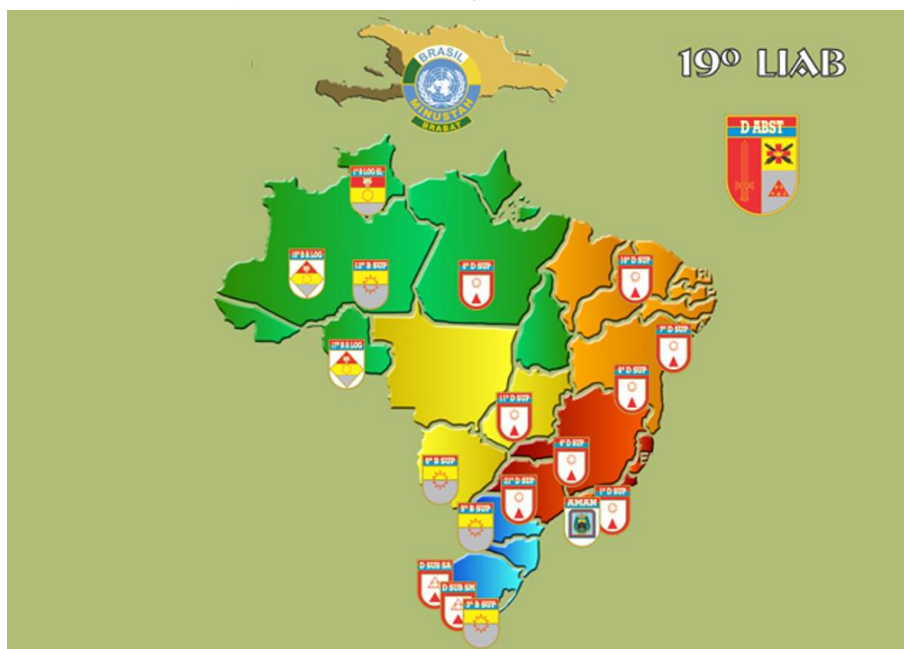 BRASIL
MINUSTAH
BRABAT
19º LIAB
D ABST
1º B LOG SL
12º B SUP
8º D SUP
10º D SUP
17º B A LOG
7º D SUP
6º D SUP
11º D SUP
4º D SUP
9º B SUP
21º D SUP
5º B SUP
AMAN
1º D SUP
D SUB SA
D SUB SM
3º B SUP